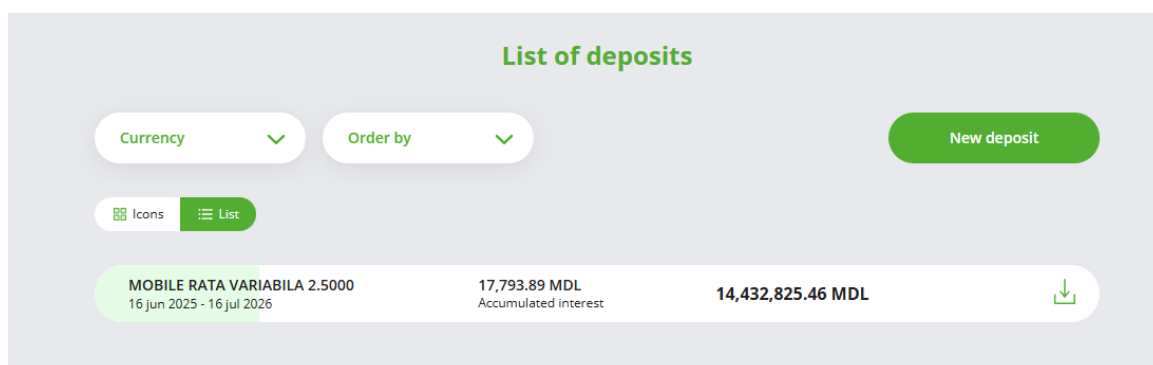 List of deposits
Currency
Order by
New deposit
Icons
List
MOBILE RATA VARIABILA 2.5000
16 jun 2025 - 16 jul 2026
17,793.89 MDL
Accumulated interest
14,432,825.46 MDL